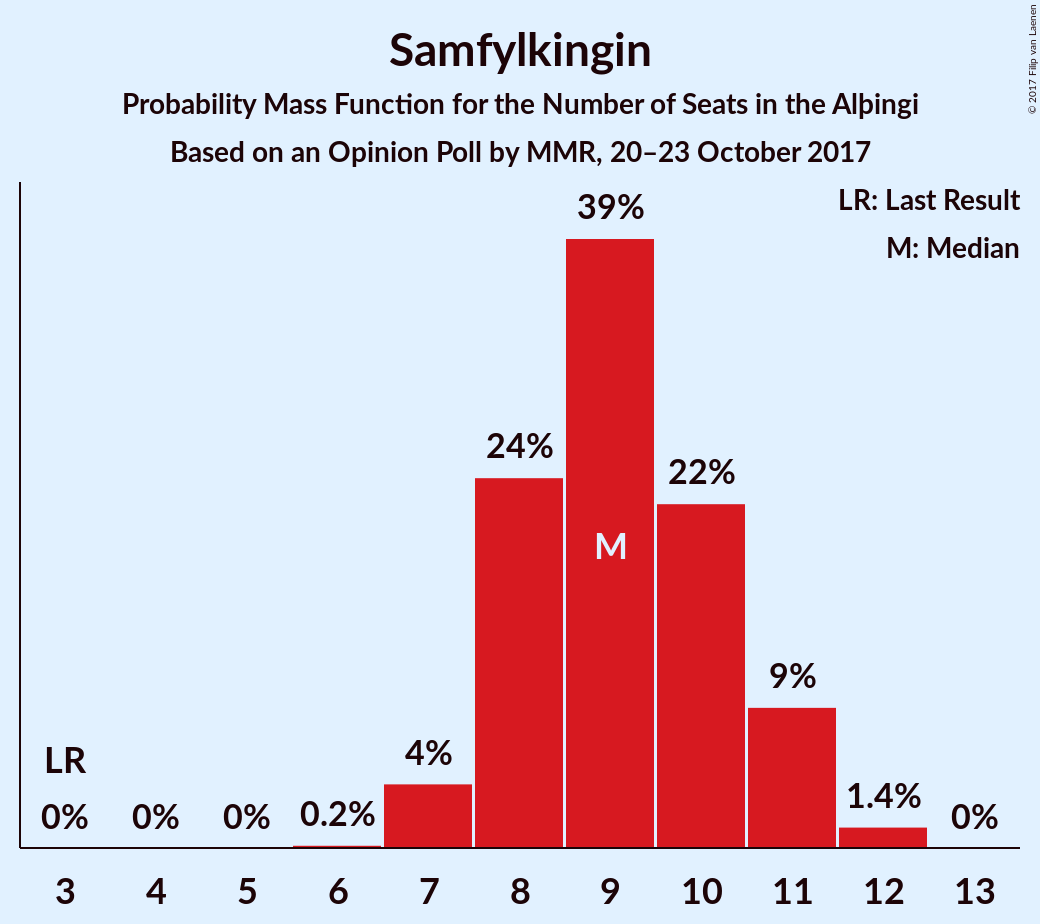 Samfylkingin
Probability Mass Function for the Number of Seats in the Alþingi
Based on an Opinion Poll by MMR, 20–23 October 2017
© 2017 Filip van Laenen
LR: Last Result
M: Median
39%
24%
22%
M
9%
4%
LR
1.4%
0% 0% 0% 0.2% 0%
3 4 5 6 7 8 9 10 11 12 13